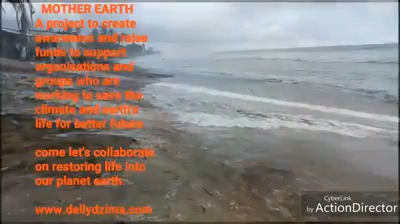 MOTHER EARTH
A project to create
awareness and raise
funds to support
organisations and
groups who are
working to save the
climate and earth's
life for better future
come let's collaborate
on restoring life into
our planet earth.
www.dellydzima.com
CyberLink
by ActionDirector